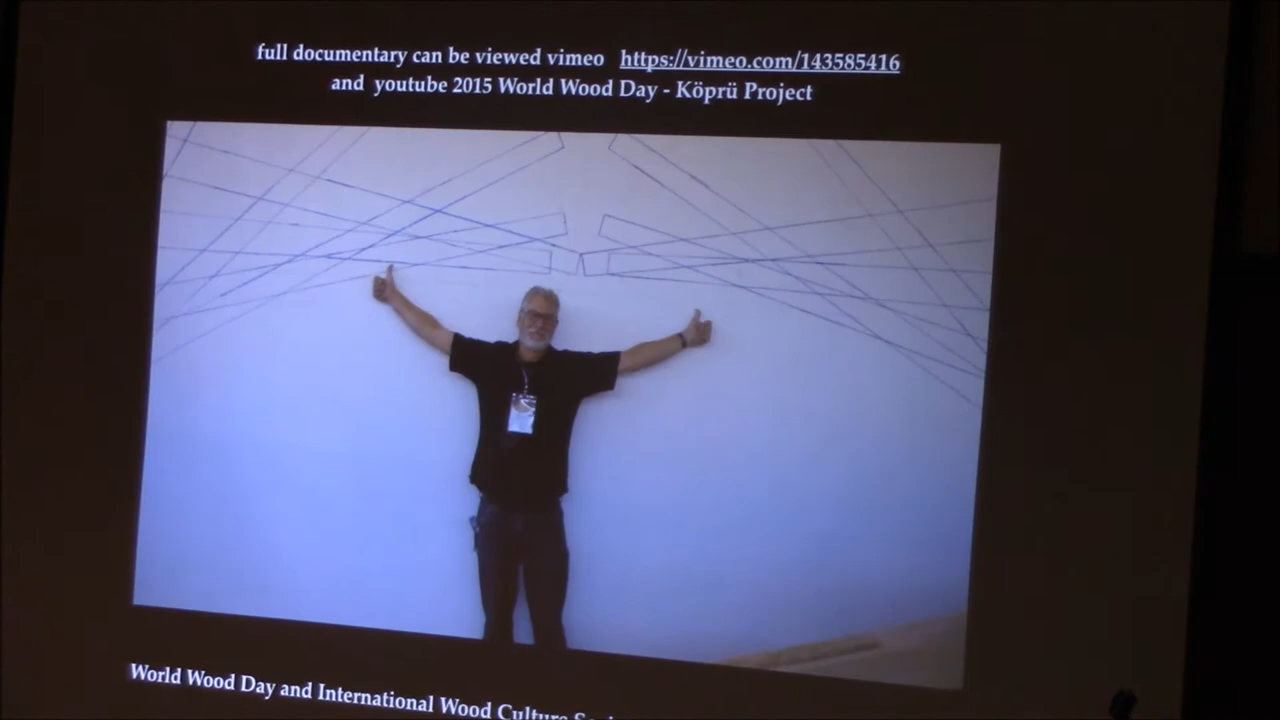 full documentary can be viewed vimeo https://vimeo.com/143585416
and youtube 2015 World Wood Day - Köprü Project
World Wood Day and International Wood Culture